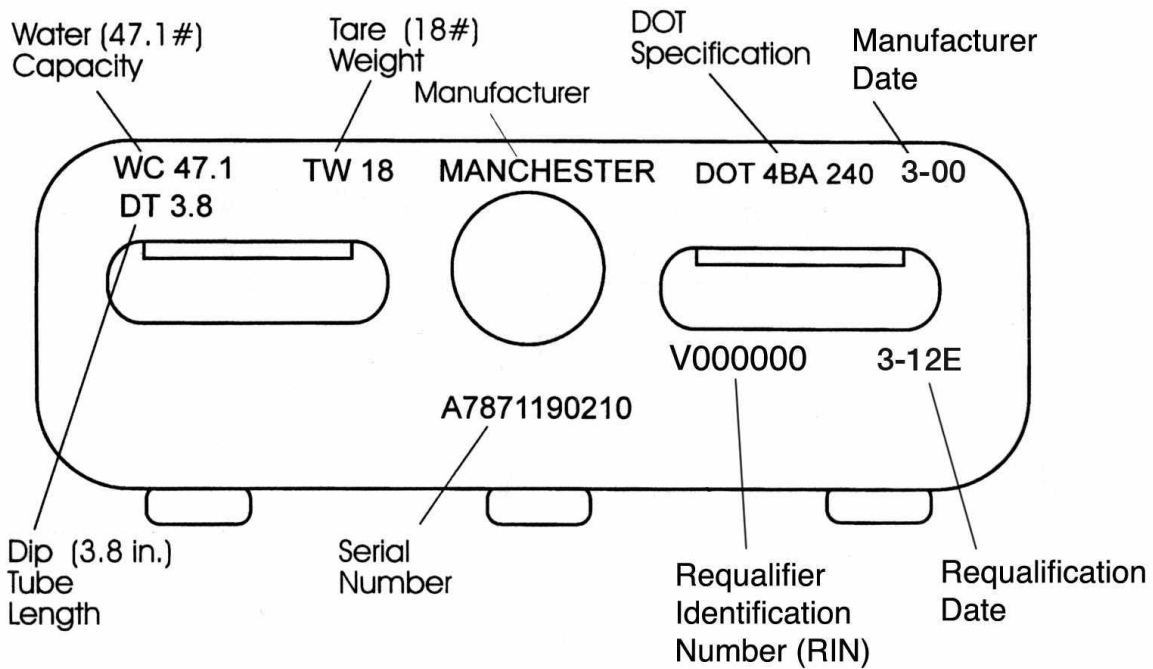 Water (47.1#)
Capacity
Tare (18#)
Weight
Manufacturer
DOT
Specification
Manufacturer
Date
WC 47.1
TW 18
MANCHESTER
DOT 4BA 240
3-00
DT 3.8
V000000
3-12E
A7871190210
Dip (3.8 in.)
Tube
Length
Serial
Number
Requalifier
Identification
Number (RIN)
Requalification
Date